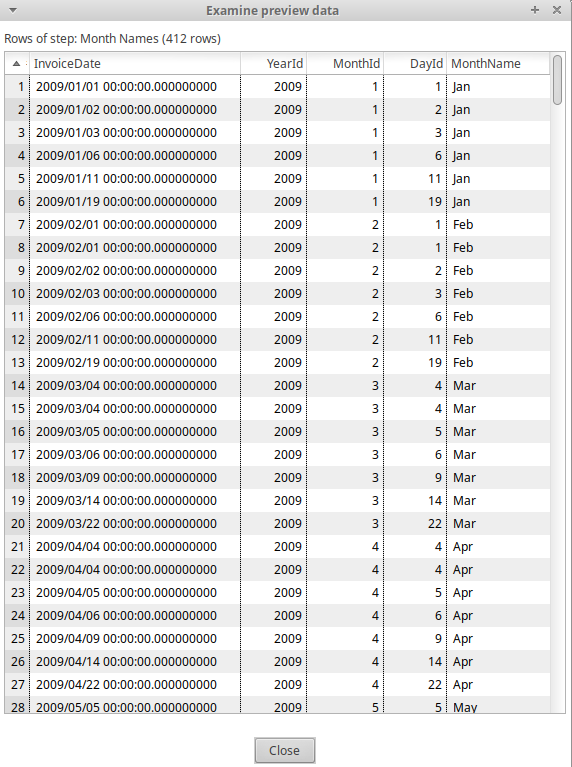 Examine preview data
Rows of step: Month Names (412 rows)
InvoiceDate YearId MonthId DayId MonthName
1 2009/01/01 00:00:00.000000000 2009 1 1 Jan
2 2009/01/02 00:00:00.000000000 2009 1 2 Jan
3 2009/01/03 00:00:00.000000000 2009 1 3 Jan
4 2009/01/06 00:00:00.000000000 2009 1 6 Jan
5 2009/01/11 00:00:00.000000000 2009 1 11 Jan
6 2009/01/19 00:00:00.000000000 2009 1 19 Jan
7 2009/02/01 00:00:00.000000000 2009 2 1 Feb
8 2009/02/01 00:00:00.000000000 2009 2 1 Feb
9 2009/02/02 00:00:00.000000000 2009 2 2 Feb
10 2009/02/03 00:00:00.000000000 2009 2 3 Feb
11 2009/02/06 00:00:00.000000000 2009 2 6 Feb
12 2009/02/11 00:00:00.000000000 2009 2 11 Feb
13 2009/02/19 00:00:00.000000000 2009 2 19 Feb
14 2009/03/04 00:00:00.000000000 2009 3 4 Mar
15 2009/03/04 00:00:00.000000000 2009 3 4 Mar
16 2009/03/05 00:00:00.000000000 2009 3 5 Mar
17 2009/03/06 00:00:00.000000000 2009 3 6 Mar
18 2009/03/09 00:00:00.000000000 2009 3 9 Mar
19 2009/03/14 00:00:00.000000000 2009 3 14 Mar
20 2009/03/22 00:00:00.000000000 2009 3 22 Mar
21 2009/04/04 00:00:00.000000000 2009 4 4 Apr
22 2009/04/04 00:00:00.000000000 2009 4 4 Apr
23 2009/04/05 00:00:00.000000000 2009 4 5 Apr
24 2009/04/06 00:00:00.000000000 2009 4 6 Apr
25 2009/04/09 00:00:00.000000000 2009 4 9 Apr
26 2009/04/14 00:00:00.000000000 2009 4 14 Apr
27 2009/04/22 00:00:00.000000000 2009 4 22 Apr
28 2009/05/05 00:00:00.000000000 2009 5 5 May
Close